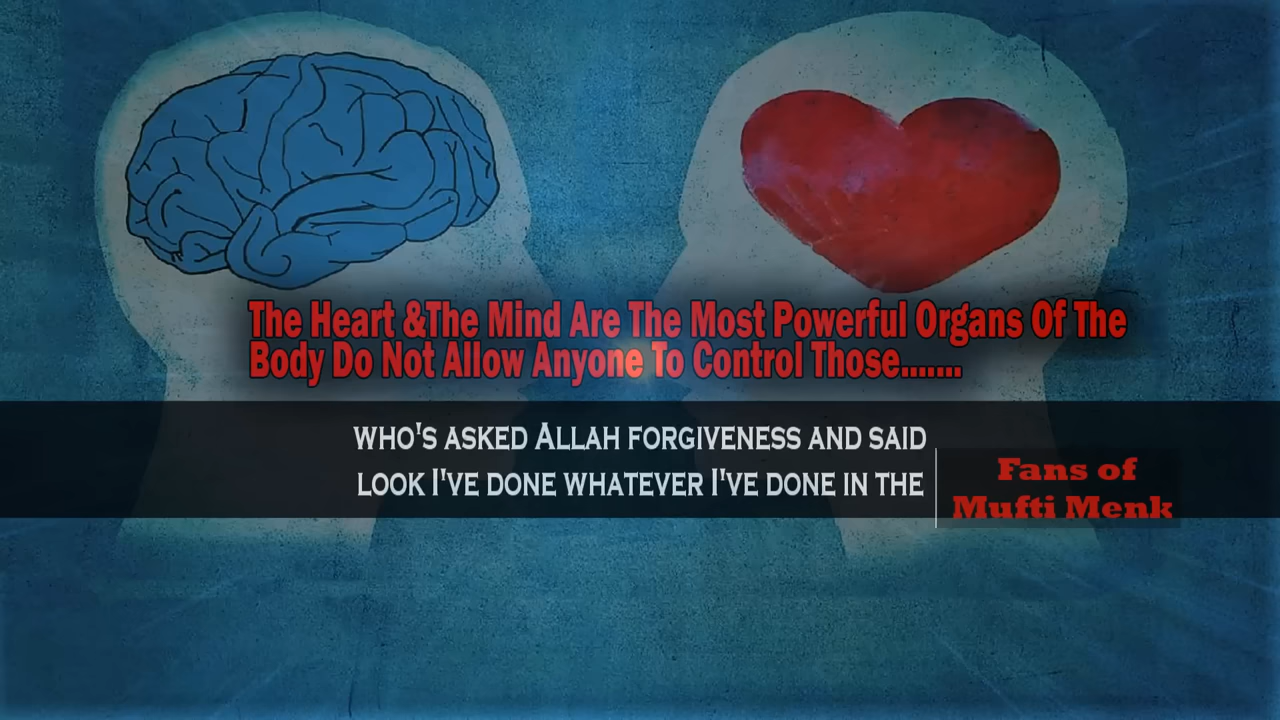 The Heart &The Mind Are The Most Powerful Organs Of The
Body Do Not Allow Anyone To Control Those.......
WHO'S ASKED ALLAH FORGIVENESS AND SAID
LOOK I'VE DONE WHATEVER I'VE DONE IN THE
Fans of
Mufti Menk